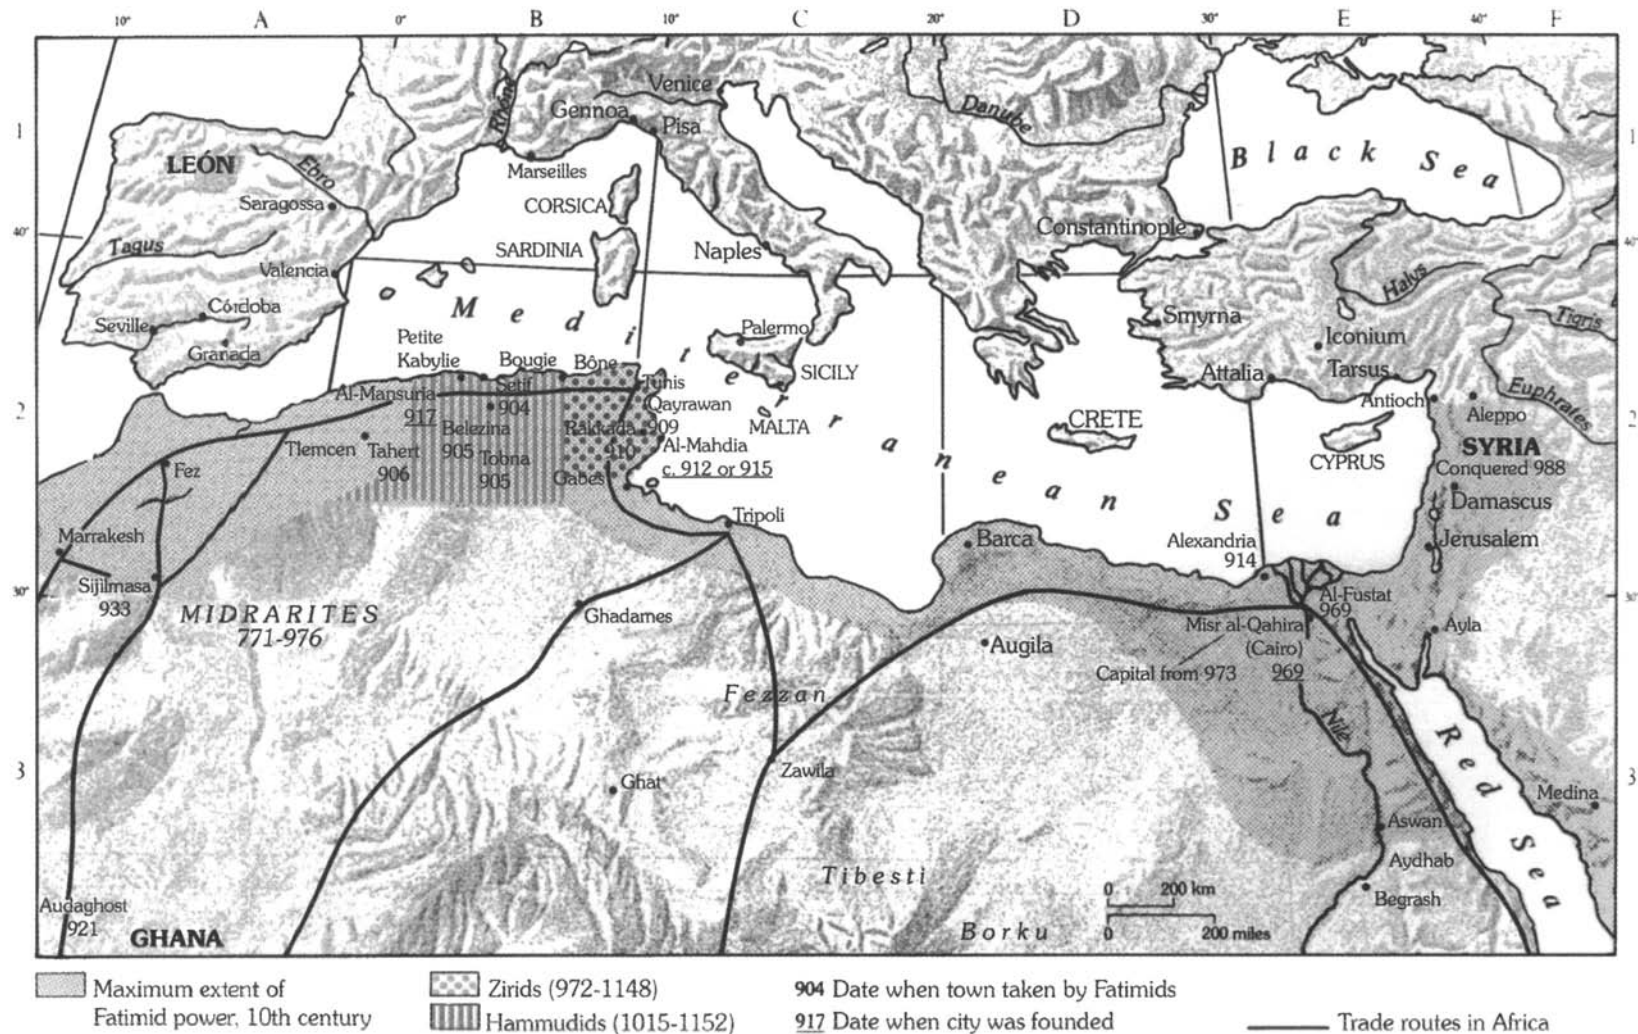 10° A 0° B 10° C 20° D 30° E 40° F
1
1
2
2
3
3
40°
40°
30°
30°
Venice
Gennoa
Pisa
Rhône
Danube
Marseilles
LEÓN
Ebro
Saragossa
Tagus
Valencia
Córdoba
Seville
Granada
CORSICA
SARDINIA
Naples
Constantinople
Black Sea
Halys
Tigris
Euphrates
Smyrna
Iconium
Attalia
Tarsus
Antioch
Aleppo
Mediterranean Sea
Palermo
SICILY
MALTA
CRETE
CYPRUS
SYRIA
Conquered 988
Damascus
Jerusalem
Ayla
Petite
Kabylie
Bougie
Bône
Al-Mansuria
917
Setif
904
Tunis
Qayrawan
909
Belezina
905
Rakkada
910
Al-Mahdia
c. 912 or 915
Tlemcen
Tahert
906
Tobna
905
Gabes
Fez
Tripoli
Marrakesh
Sijilmasa
933
MIDRARITES
771-976
Ghadames
Barca
Alexandria
914
Al-Fustat
969
Misr al-Qahira
(Cairo)
Capital from 973
969
Augila
Fezzan
Nile
Red Sea
Zawila
Ghat
Medina
Aswan
Aydhab
Begrash
Tibesti
Borku
Audaghost
921
GHANA
0 200 km
0 200 miles
Maximum extent of
Fatimid power, 10th century
Zirids (972-1148)
Hammudids (1015-1152)
904 Date when town taken by Fatimids
917 Date when city was founded
Trade routes in Africa